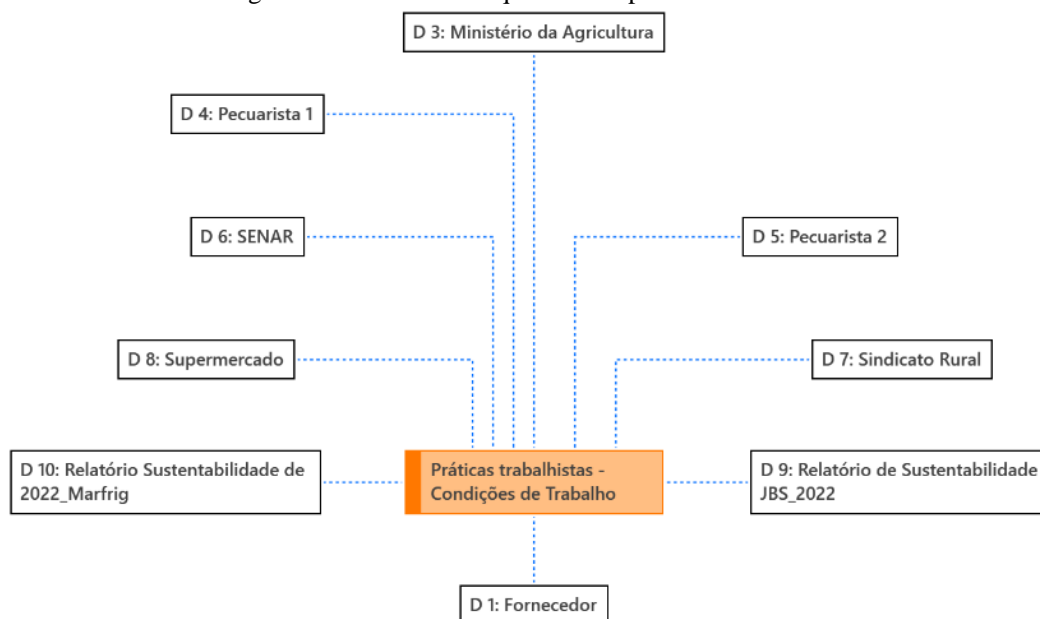 D 3: Ministério da Agricultura
D 4: Pecuarista 1
D 6: SENAR
D 5: Pecuarista 2
D 8: Supermercado
D 7: Sindicato Rural
D 10: Relatório Sustentabilidade de
2022_Marfrig
Práticas trabalhistas -
Condições de Trabalho
D 9: Relatório de Sustentabilidade
JBS_2022
D 1: Fornecedor